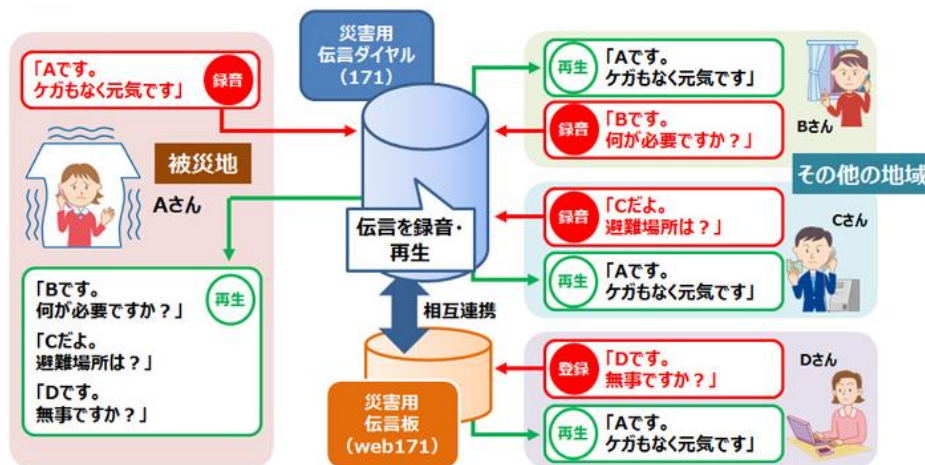 災害用
伝言ダイヤル
（171）
「Aです。
ケガもなく元気です」
録音
被災地
Aさん
「Bです。
何が必要ですか？」
「Cだよ。
避難場所は？」
「Dです。
無事ですか？」
再生
伝言を録音・
再生
相互連携
災害用
伝言板
（web171）
再生
「Aです。
ケガもなく元気です」
録音
「Bです。
何が必要ですか？」
Bさん
その他の地域
録音
「Cだよ。
避難場所は？」
再生
「Aです。
ケガもなく元気です」
Cさん
登録
「Dです。
無事ですか？」
再生
「Aです。
ケガもなく元気です」
Dさん